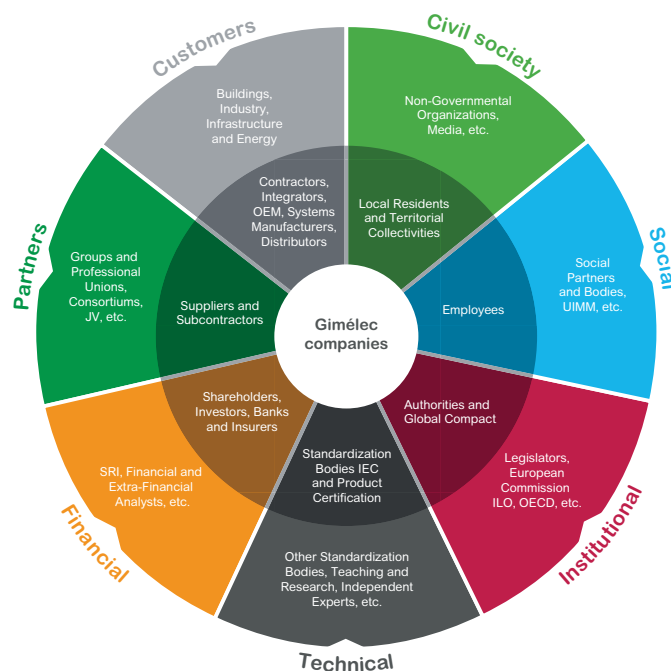 Customers
Civil society
Buildings,
Industry,
Infrastructure
and Energy
Non-Governmental
Organizations,
Media, etc.
Contractors,
Integrators,
OEM, Systems
Manufacturers,
Distributors
Local Residents
and Territorial
Collectivities
Partners
Social
Groups and
Professional
Unions,
Consortiums,
JV, etc.
Suppliers and
Subcontractors
Gimélec
companies
Employees
Social
Partners
and Bodies,
UIMM, etc.
Shareholders,
Investors, Banks
and Insurers
Authorities and
Global Compact
Standardization
Bodies IEC
and Product
Certification
SRI, Financial and
Extra-Financial
Analysts, etc.
Legislators,
European
Commission
ILO, OECD, etc.
Financial
Institutional
Other Standardization
Bodies, Teaching and
Research, Independent
Experts, etc.
Technical